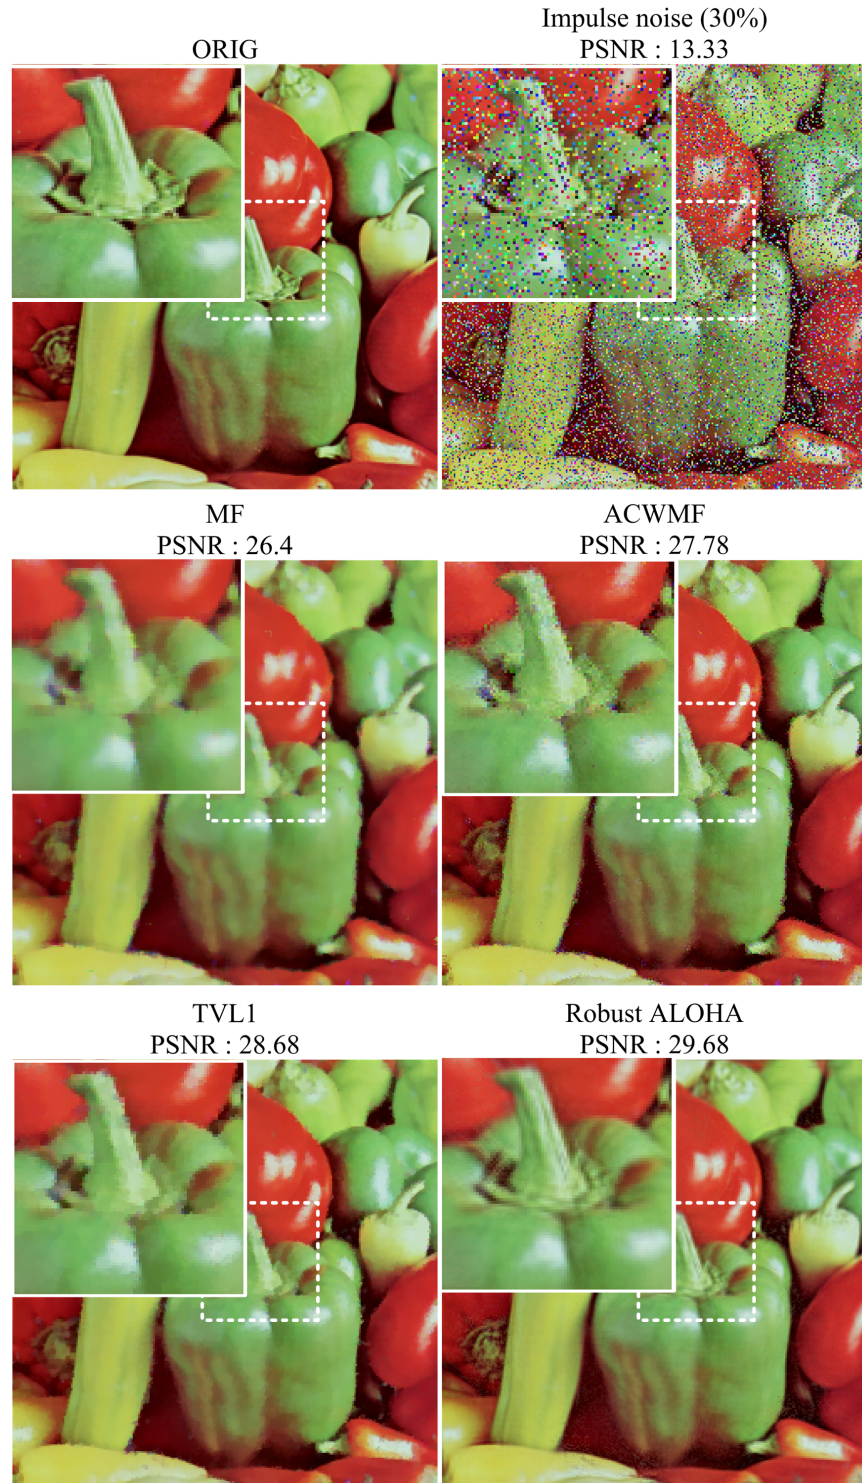 ORIG
Impulse noise (30%)
PSNR : 13.33
MF
PSNR : 26.4
ACWMF
PSNR : 27.78
TVL1
PSNR : 28.68
Robust ALOHA
PSNR : 29.68